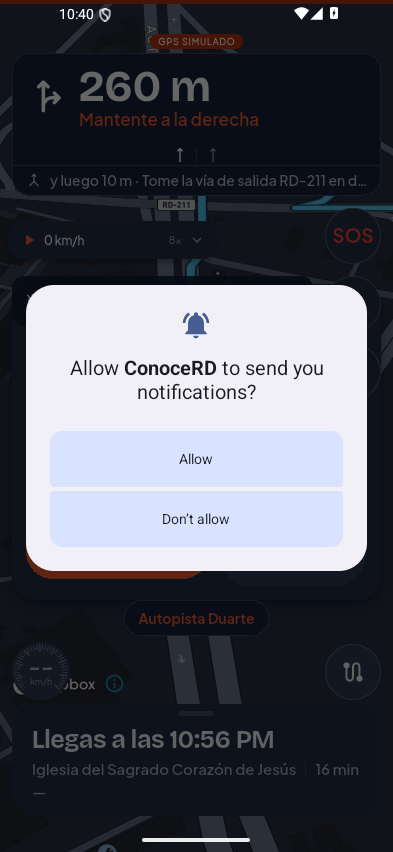 10:40
GPS SIMULADO
260 m
Mantente a la derecha
y luego 10 m · Tome la vía de salida RD-211 en d...
RD-211
0 km/h
8×
SOS
Allow ConoceRD to send you
notifications?
Allow
Don't allow
Autopista Duarte
--
km/h
box
Llegas a las 10:56 PM
Iglesia del Sagrado Corazón de Jesús | 16 min
—